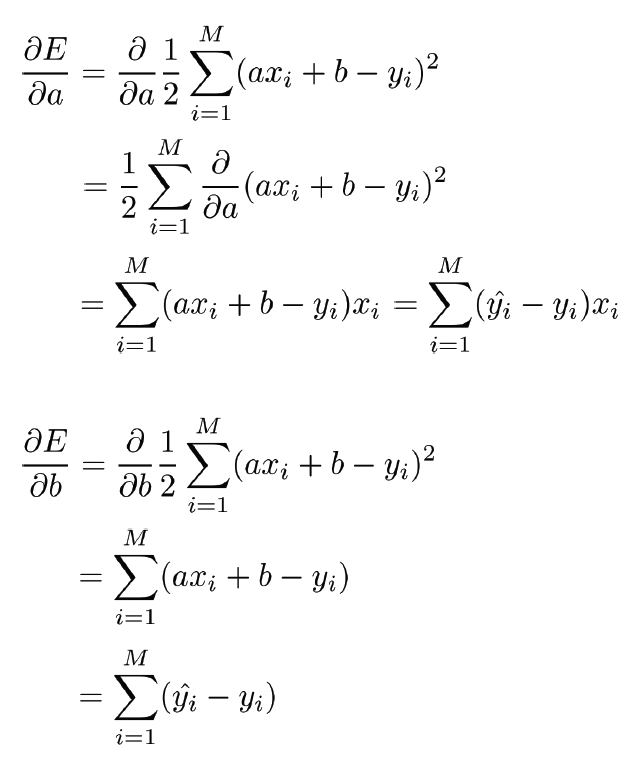 ∂E/∂a = ∂/∂a 1/2 ∑_{i=1}^{M} (ax_i + b − y_i)^2
= 1/2 ∑_{i=1}^{M} ∂/∂a (ax_i + b − y_i)^2
= ∑_{i=1}^{M} (ax_i + b − y_i)x_i = ∑_{i=1}^{M} (ŷ_i − y_i)x_i
∂E/∂b = ∂/∂b 1/2 ∑_{i=1}^{M} (ax_i + b − y_i)^2
= ∑_{i=1}^{M} (ax_i + b − y_i)
= ∑_{i=1}^{M} (ŷ_i − y_i)